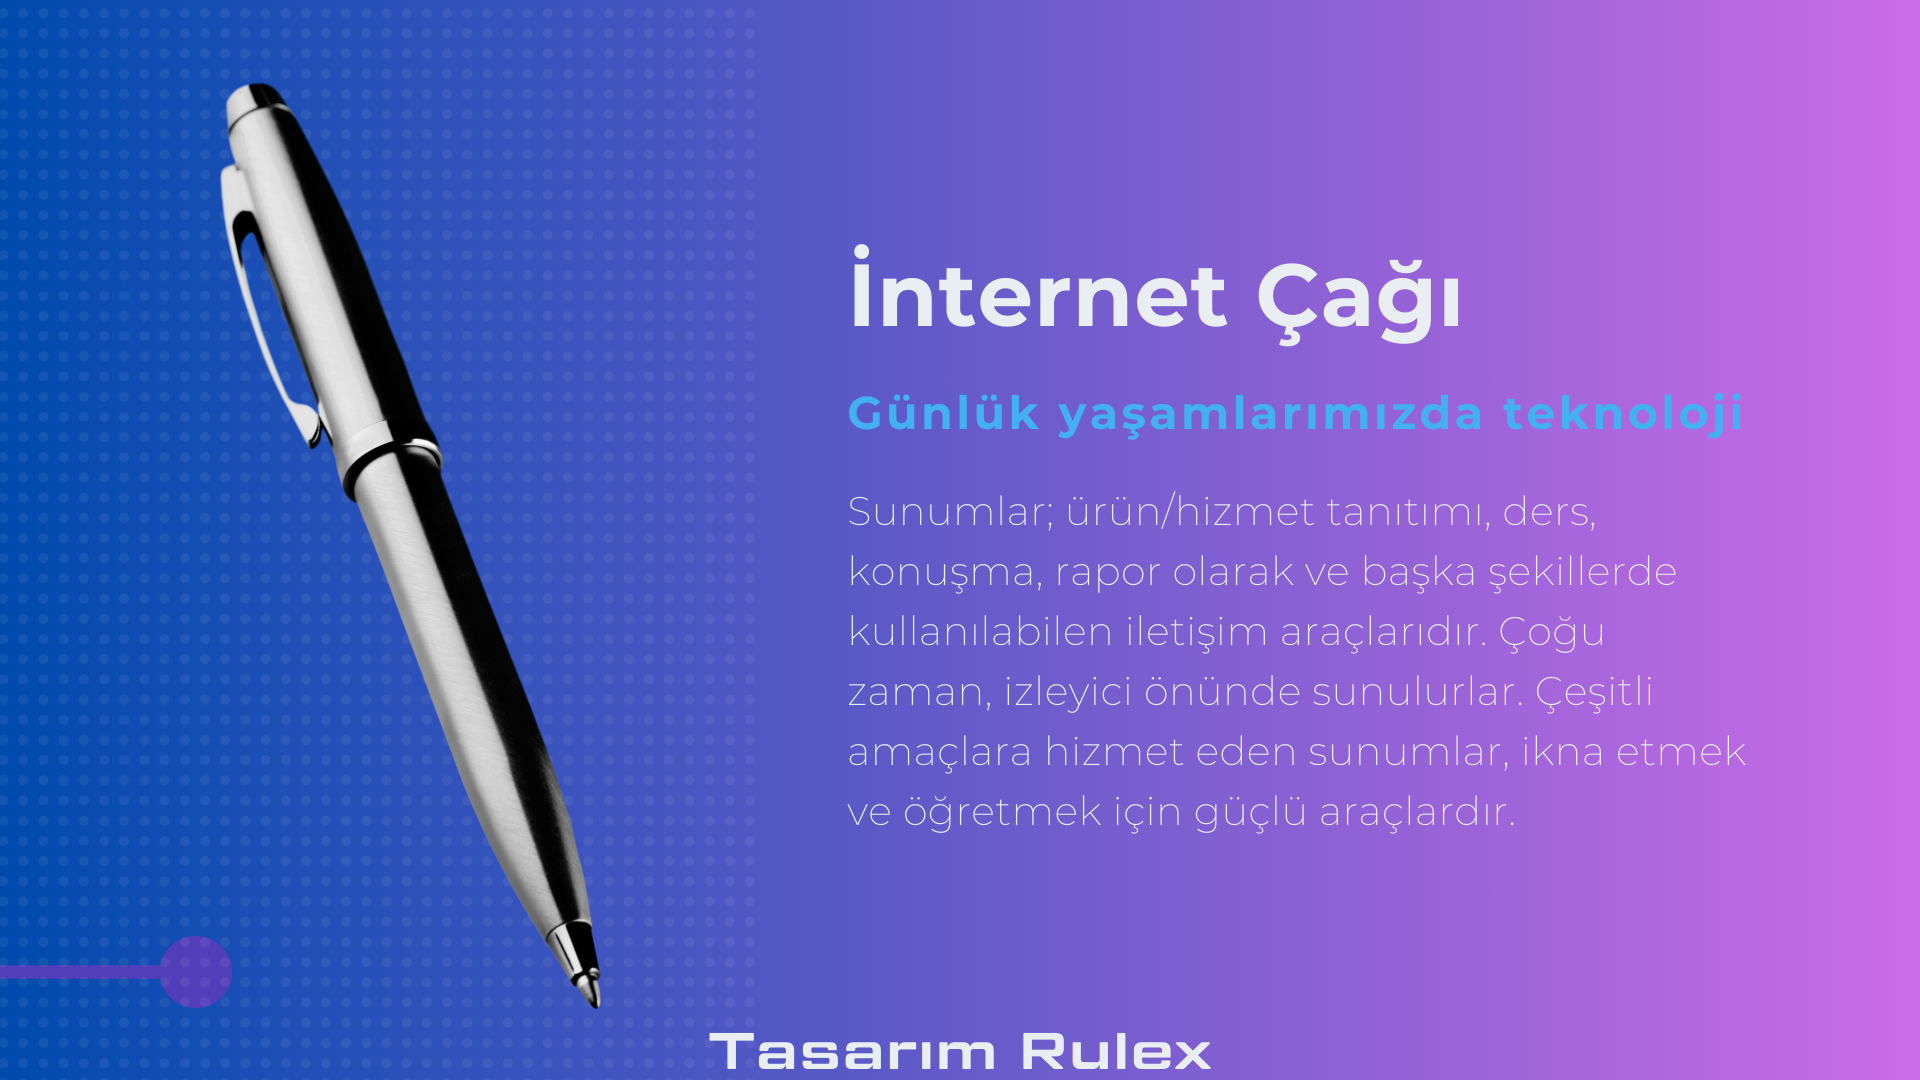 İnternet Çağı
Günlük yaşamlarımızda teknoloji
Sunumlar; ürün/hizmet tanıtımı, ders,
konuşma, rapor olarak ve başka şekillerde
kullanılabilen iletişim araçlarıdır. Çoğu
zaman, izleyici önünde sunulurlar. Çeşitli
amaçlara hizmet eden sunumlar, ikna etmek
ve öğretmek için güçlü araçlardır.
Tasarım Rulex